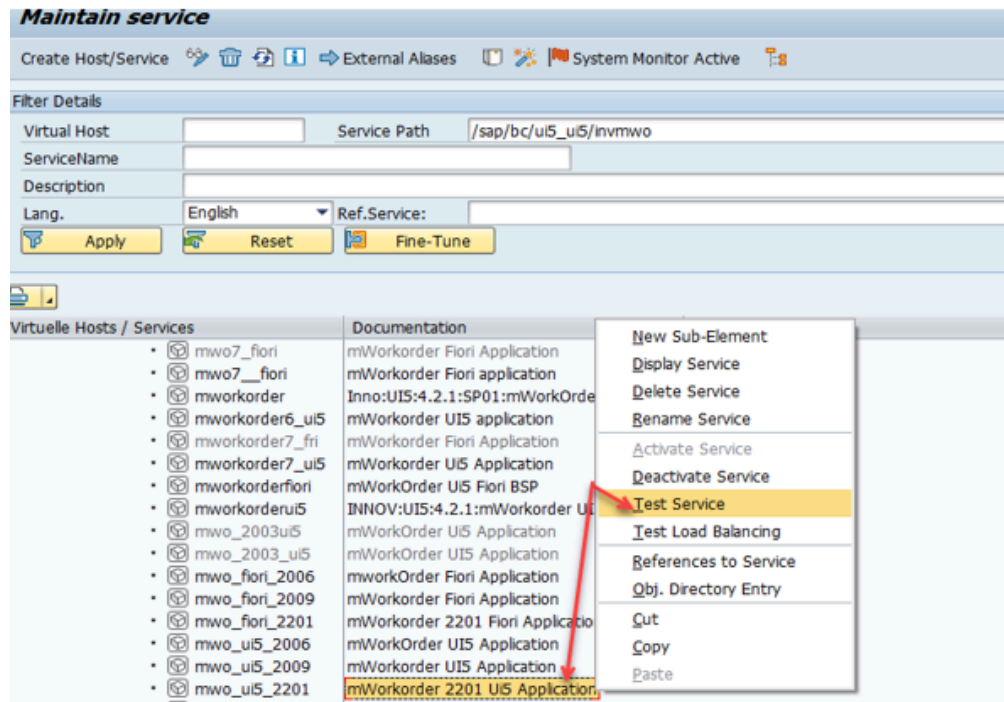 Maintain service
Create Host/Service External Aliases System Monitor Active
Filter Details
Virtual Host Service Path /sap/bc/ui5_ui5/invmwo
ServiceName
Description
Lang. English Ref.Service:
Apply Reset Fine-Tune
Virtuelle Hosts / Services Documentation
mwo7_fiori mWorkorder Fiori Application
mwo7__fiori mWorkorder Fiori application
mworkorder Inno:UI5:4.2.1:SP01:mWorkOrde
mworkorder6_ui5 mWorkorder UI5 application
mworkorder7_fri mWorkorder Fiori Application
mworkorder7_ui5 mWorkorder Ui5 Application
mworkorderfiori mWorkOrder Ui5 Fiori BSP
mworkorderui5 INNOV:UI5:4.2.1:mWorkorder UI
mwo_2003ui5 mWorkOrder Ui5 Application
mwo_2003_ui5 mWorkOrder UI5 Application
mwo_fiori_2006 mworkOrder Fiori Application
mwo_fiori_2009 mWorkorder Fiori Application
mwo_fiori_2201 mWorkorder 2201 Fiori Applicatio
mwo_ui5_2006 mWorkOrder UI5 Application
mwo_ui5_2009 mWorkorder UI5 Application
mwo_ui5_2201 mWorkorder 2201 Ui5 Application
New Sub-Element
Display Service
Delete Service
Rename Service
Activate Service
Deactivate Service
Test Service
Test Load Balancing
References to Service
Obj. Directory Entry
Cut
Copy
Paste